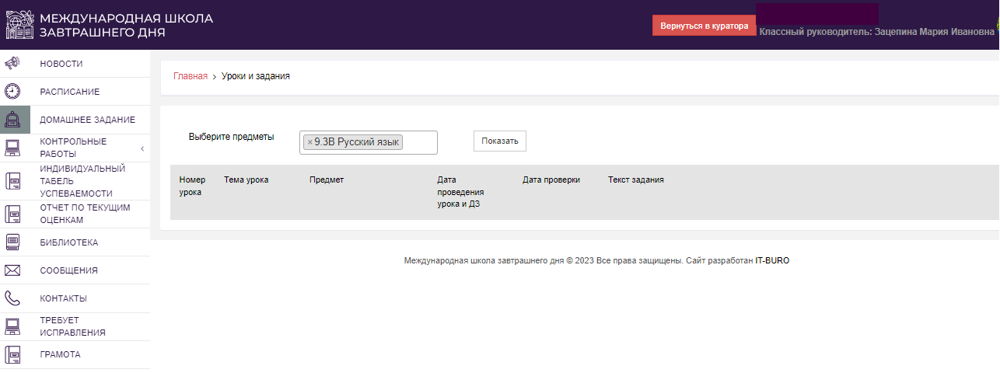 МЕЖДУНАРОДНАЯ ШКОЛА
ЗАВТРАШНЕГО ДНЯ
Вернуться в куратора
Классный руководитель: Зацепина Мария Ивановна
НОВОСТИ
РАСПИСАНИЕ
ДОМАШНЕЕ ЗАДАНИЕ
КОНТРОЛЬНЫЕ
РАБОТЫ
ИНДИВИДУАЛЬНЫЙ
ТАБЕЛЬ
УСПЕВАЕМОСТИ
ОТЧЕТ ПО ТЕКУЩИМ
ОЦЕНКАМ
БИБЛИОТЕКА
СООБЩЕНИЯ
КОНТАКТЫ
ТРЕБУЕТ
ИСПРАВЛЕНИЯ
ГРАМОТА
Главная > Уроки и задания
Выберите предметы
×9.3В Русский язык
Показать
Номер
урока
Тема урока
Предмет
Дата
проведения
урока и ДЗ
Дата проверки
Текст задания
Международная школа завтрашнего дня © 2023 Все права защищены. Сайт разработан IT-BURO